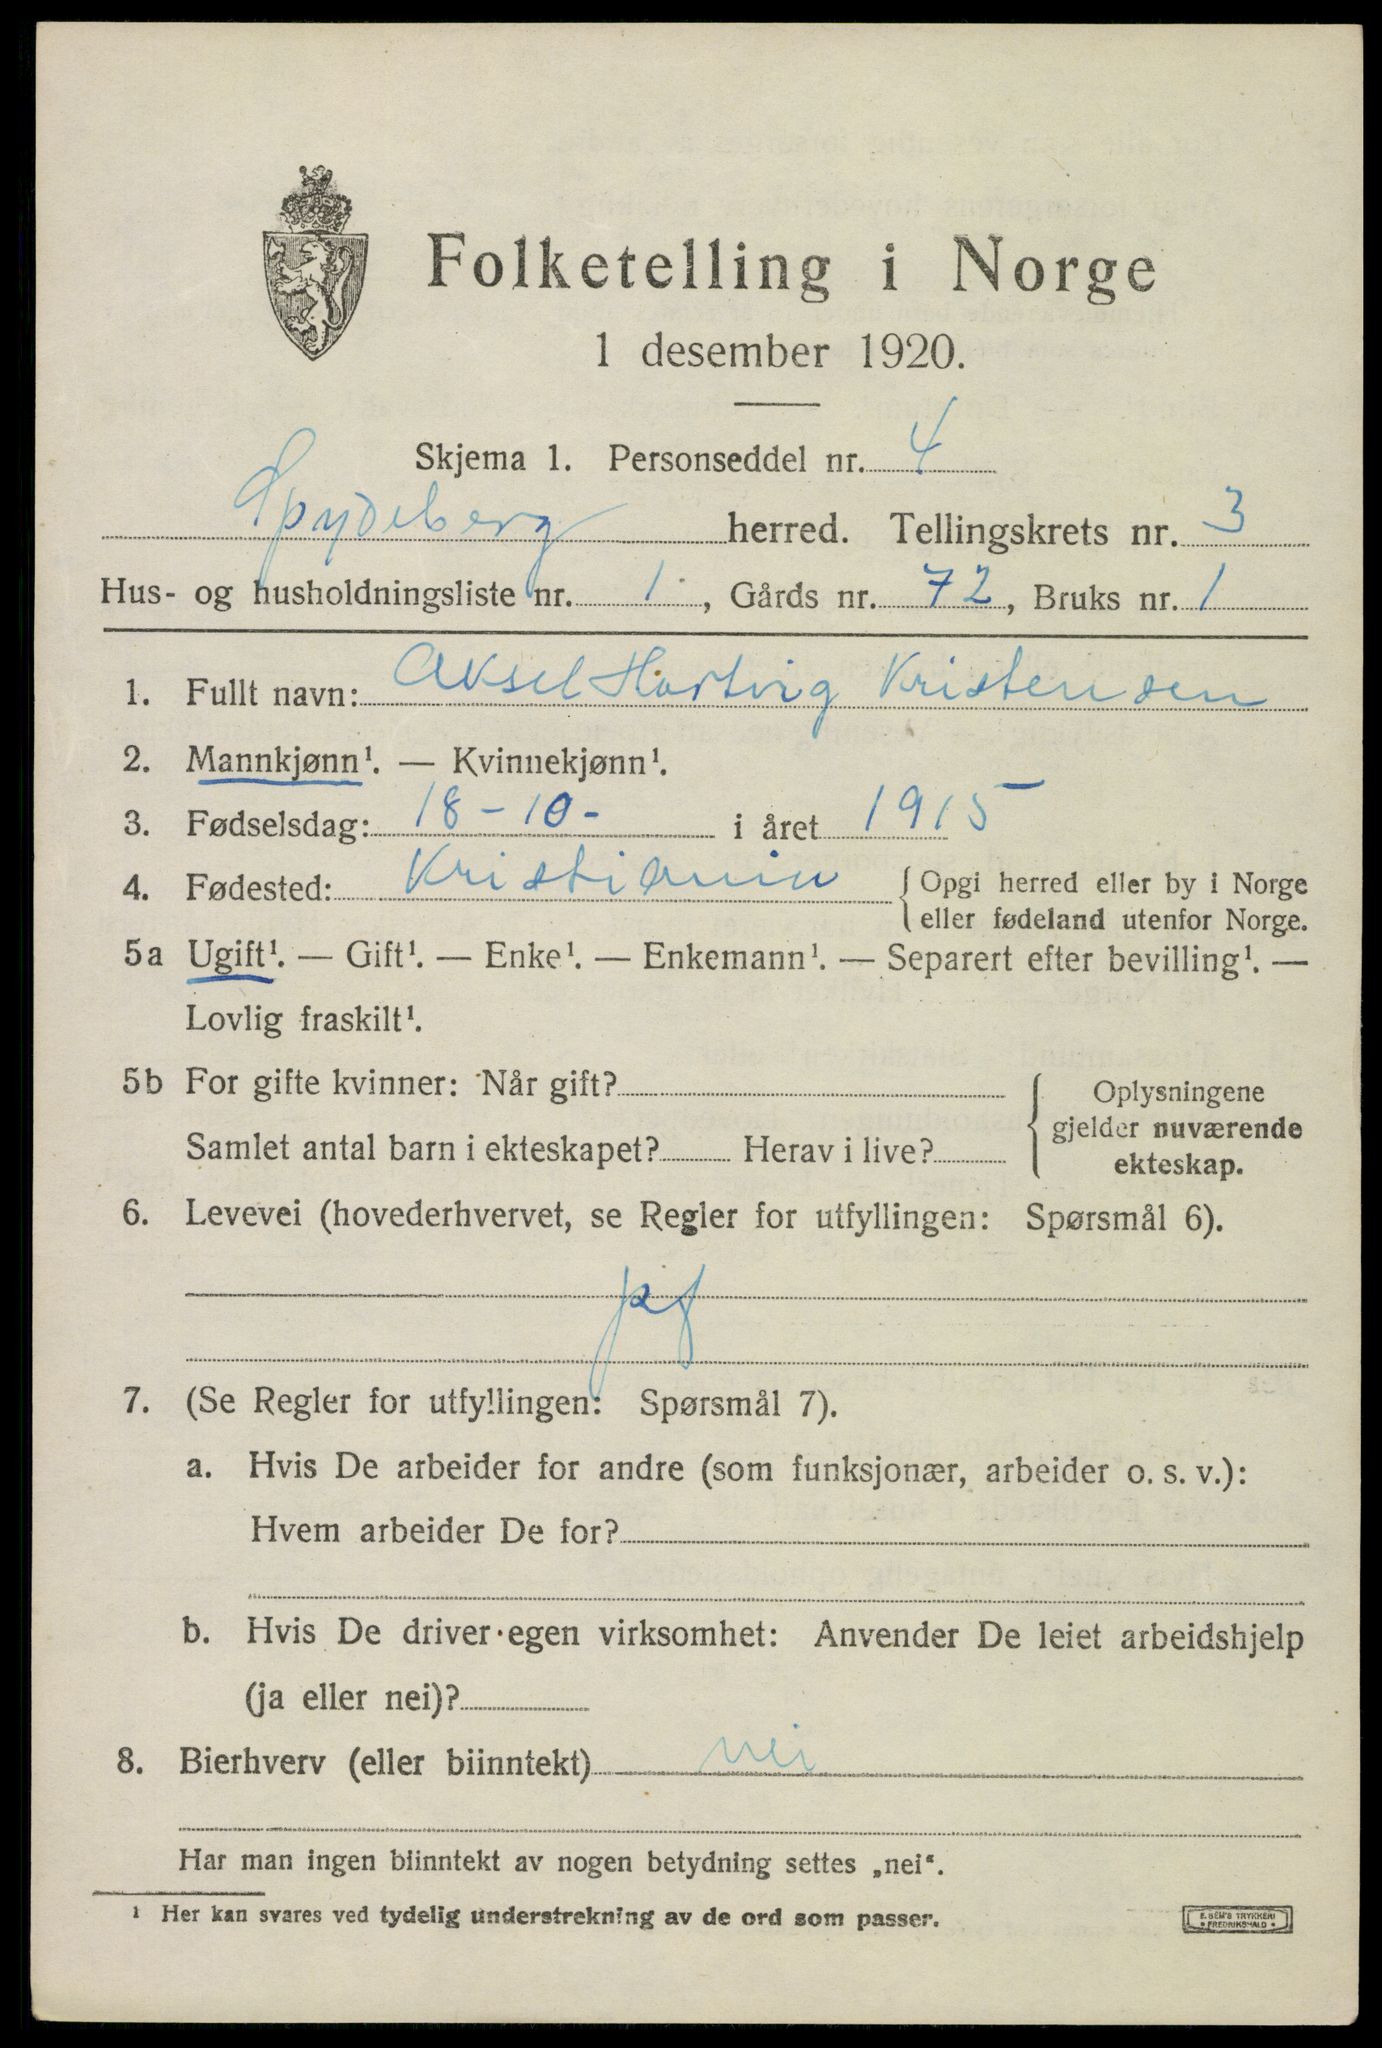 Folketelling i Norge
1 desember 1920.
Skjema 1. Personseddel nr. 4
Spydeberg herred. Tellingskrets nr. 3
Hus- og husholdningsliste nr. 1, Gårds nr. 72, Bruks nr. 1
1. Fullt navn: Aksel Hartvig Kristensen
2. Mannkjønn¹. — Kvinnekjønn¹.
3. Fødselsdag: 18-10- i året 1915
4. Fødested: Kristiania { Opgi herred eller by i Norge
eller fødeland utenfor Norge.
5a Ugift¹. — Gift¹. — Enke¹. — Enkemann¹. — Separert efter bevilling¹. —
Lovlig fraskilt¹.
5b For gifte kvinner: Når gift?
Samlet antal barn i ekteskapet? Herav i live?
{ Oplysningene
gjelder nuværende
ekteskap.
6. Levevei (hovederhvervet, se Regler for utfyllingen: Spørsmål 6).
pf
7. (Se Regler for utfyllingen: Spørsmål 7).
a. Hvis De arbeider for andre (som funksjonær, arbeider o. s. v.):
Hvem arbeider De for?
b. Hvis De driver egen virksomhet: Anvender De leiet arbeidshjelp
(ja eller nei)?
8. Bierhverv (eller biinntekt) nei
Har man ingen biinntekt av nogen betydning settes „nei“.
¹ Her kan svares ved tydelig understrekning av de ord som passer.
E. SEM'S TRYKKERI
FREDRIKSHALD